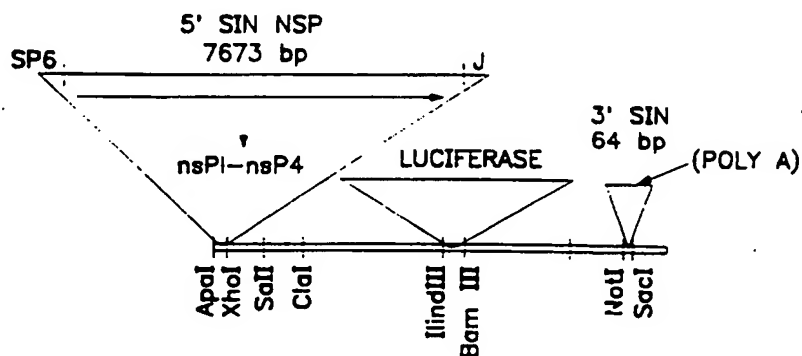 5' SIN NSP
7673 bp
SP6
J
nsPI-nsP4
LUCIFERASE
3' SIN
64 bp
(POLY A)
ApaI
XhoI
SalI
ClaI
HindIII
Bam III
NotI
SacI